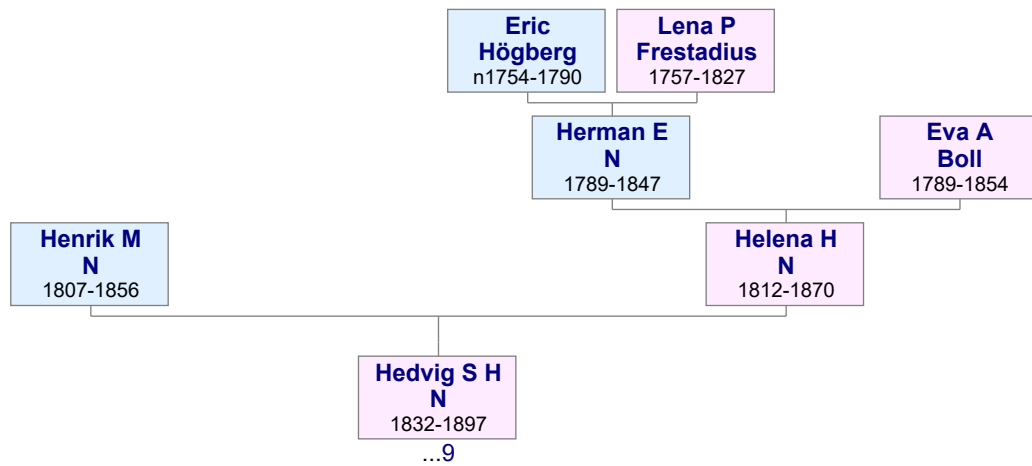 Eric
Högberg
n1754-1790
Lena P
Frestadius
1757-1827
Herman E
N
1789-1847
Eva A
Boll
1789-1854
Henrik M
N
1807-1856
Helena H
N
1812-1870
Hedvig S H
N
1832-1897
...9